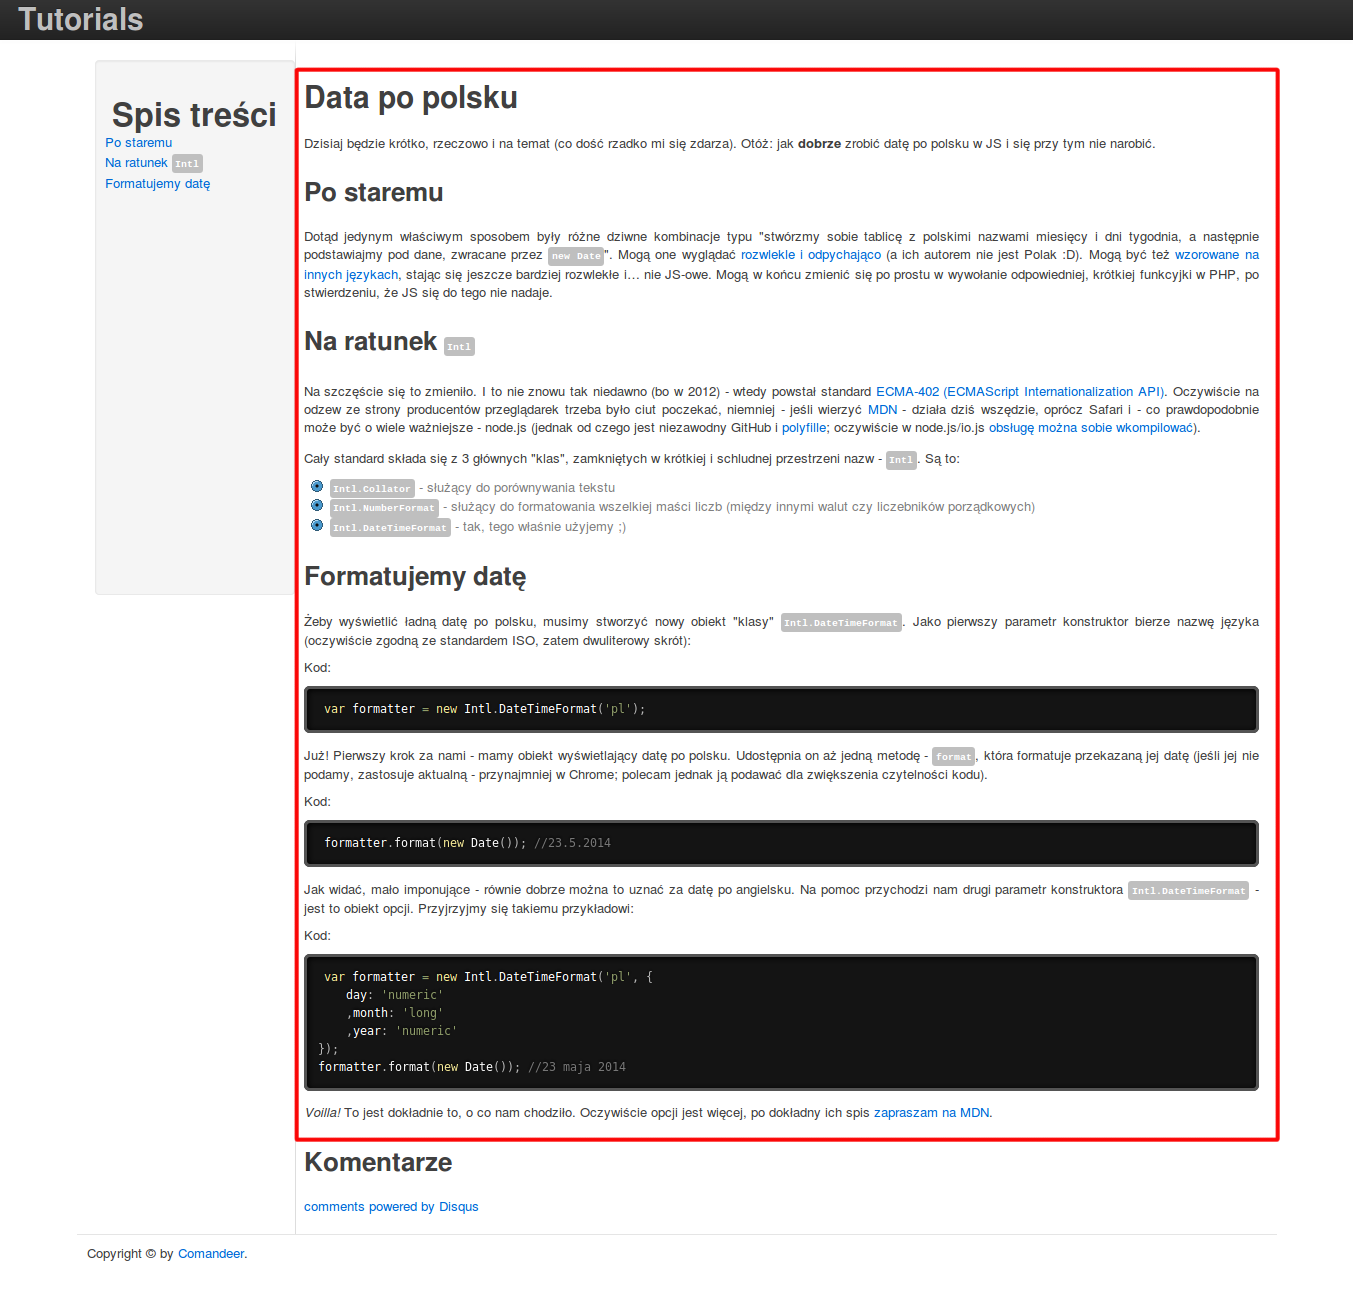 Tutorials
Spis treści
Po staremu
Na ratunek Intl
Formatujemy datę
Data po polsku
Dzisiaj będzie krótko, rzeczowo i na temat (co dość rzadko mi się zdarza). Otóż: jak dobrze zrobić datę po polsku w JS i się przy tym nie narobić.
Po staremu
Dotąd jedynym właściwym sposobem były różne dziwne kombinacje typu "stwórzmy sobie tablicę z polskimi nazwami miesięcy i dni tygodnia, a następnie
podstawiajmy pod dane, zwracane przez new Date". Mogą one wyglądać rozwlekle i odpychająco (a ich autorem nie jest Polak :D). Mogą być też wzorowane na
innych językach, stając się jeszcze bardziej rozwlekłe i… nie JS-owe. Mogą w końcu zmienić się po prostu w wywołanie odpowiedniej, krótkiej funkcyjki w PHP, po
stwierdzeniu, że JS się do tego nie nadaje.
Na ratunek Intl
Na szczęście się to zmieniło. I to nie znowu tak niedawno (bo w 2012) - wtedy powstał standard ECMA-402 (ECMAScript Internationalization API). Oczywiście na
odzew ze strony producentów przeglądarek trzeba było ciut poczekać, niemniej - jeśli wierzyć MDN - działa dziś wszędzie, oprócz Safari i - co prawdopodobnie
może być o wiele ważniejsze - node.js (jednak od czego jest niezawodny GitHub i polyfille; oczywiście w node.js/io.js obsługę można sobie wkompilować).
Cały standard składa się z 3 głównych "klas", zamkniętych w krótkiej i schludnej przestrzeni nazw - Intl. Są to:
Intl.Collator - służący do porównywania tekstu
Intl.NumberFormat - służący do formatowania wszelkiej maści liczb (między innymi walut czy liczebników porządkowych)
Intl.DateTimeFormat - tak, tego właśnie użyjemy ;)
Formatujemy datę
Żeby wyświetlić ładną datę po polsku, musimy stworzyć nowy obiekt "klasy" Intl.DateTimeFormat. Jako pierwszy parametr konstruktor bierze nazwę języka
(oczywiście zgodną ze standardem ISO, zatem dwuliterowy skrót):
Kod:
var formatter = new Intl.DateTimeFormat('pl');
Już! Pierwszy krok za nami - mamy obiekt wyświetlający datę po polsku. Udostępnia on aż jedną metodę - format, która formatuje przekazaną jej datę (jeśli jej nie
podamy, zastosuje aktualną - przynajmniej w Chrome; polecam jednak ją podawać dla zwiększenia czytelności kodu).
Kod:
formatter.format(new Date()); //23.5.2014
Jak widać, mało imponujące - równie dobrze można to uznać za datę po angielsku. Na pomoc przychodzi nam drugi parametr konstruktora Intl.DateTimeFormat -
jest to obiekt opcji. Przyjrzyjmy się takiemu przykładowi:
Kod:
var formatter = new Intl.DateTimeFormat('pl', {
day: 'numeric'
,month: 'long'
,year: 'numeric'
});
formatter.format(new Date()); //23 maja 2014
Voilla! To jest dokładnie to, o co nam chodziło. Oczywiście opcji jest więcej, po dokładny ich spis zapraszam na MDN.
Komentarze
comments powered by Disqus
Copyright © by Comandeer.